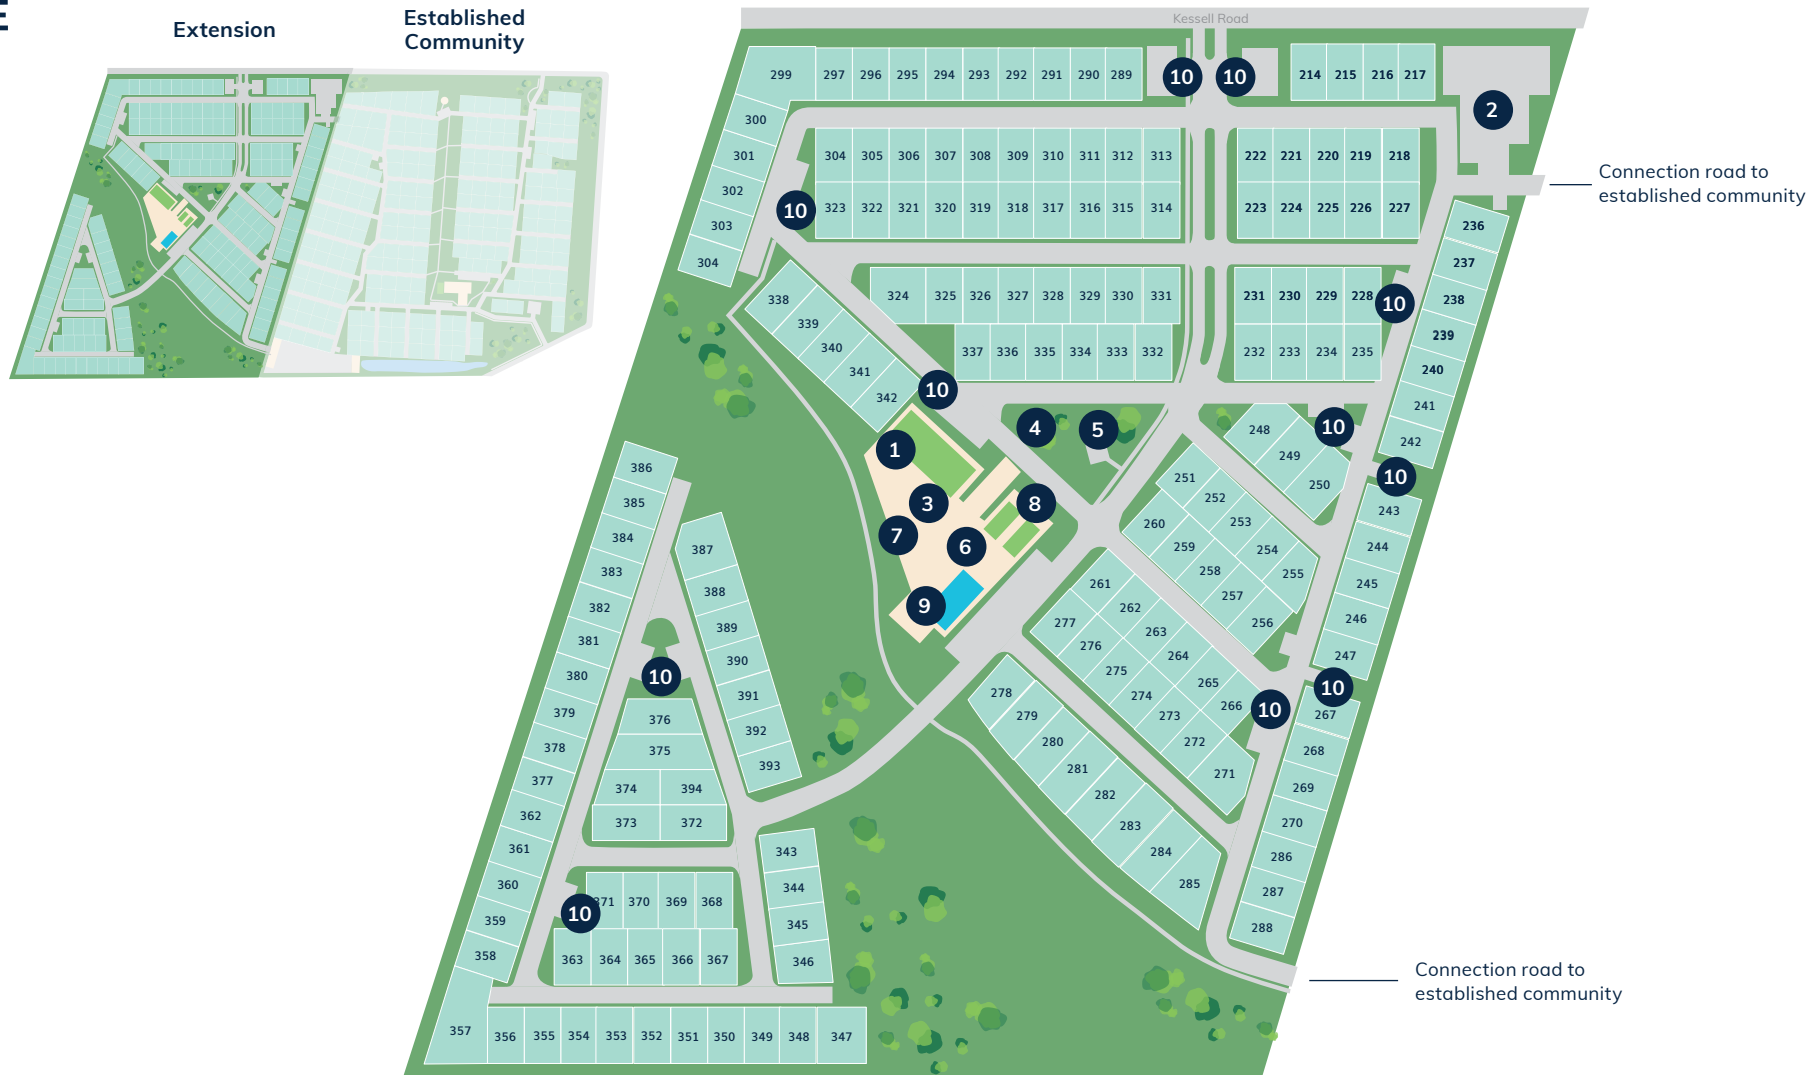 E
Extension
Established
Community
Kessell Road
299 297 296 295 294 293 292 291 290 289 10 10 214 215 216 217
2
300
301 304 305 306 307 308 309 310 311 312 313 222 221 220 219 218
Connection road to
established community
302
303 10 323 322 321 320 319 318 317 316 315 314 223 224 225 226 227
236
304
237
338 324 325 326 327 328 329 330 331 231 230 229 228 10 238
339
239
340 337 336 335 334 333 332 232 233 234 235
341 240
342 10 241
4 5 248 10 242
1 249
250 10
386 251
385 3 8 252 243
384 7 260 253
383 6 259 254 244
387 258 255 245
382 388 9 261 257
381 389 262 256 246
277 263
276 264 247
380 10 390 275 265 10
391 278 274 266 10 267
379 376 392 279 273
378 375 280 272 268
377 393 281 271
374 394 282 269
362 373 372 283 270
361 343 284 286
360 344 285 287
359 10 371 370 369 368 345 288
358 363 364 365 366 367 346
Connection road to
established community
357 356 355 354 353 352 351 350 349 348 347